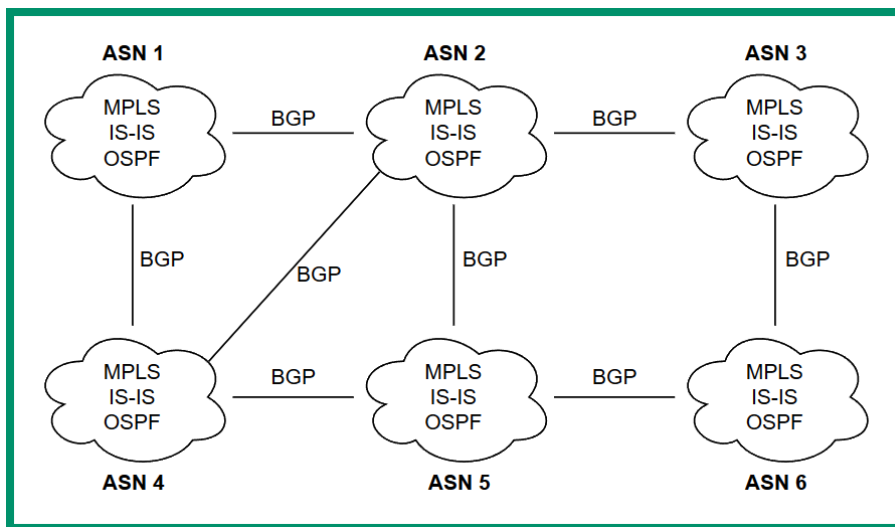 ASN 1
ASN 2
ASN 3
MPLS
IS-IS
OSPF
BGP
MPLS
IS-IS
OSPF
BGP
MPLS
IS-IS
OSPF
BGP
BGP
BGP
BGP
MPLS
IS-IS
OSPF
BGP
MPLS
IS-IS
OSPF
BGP
MPLS
IS-IS
OSPF
ASN 4
ASN 5
ASN 6